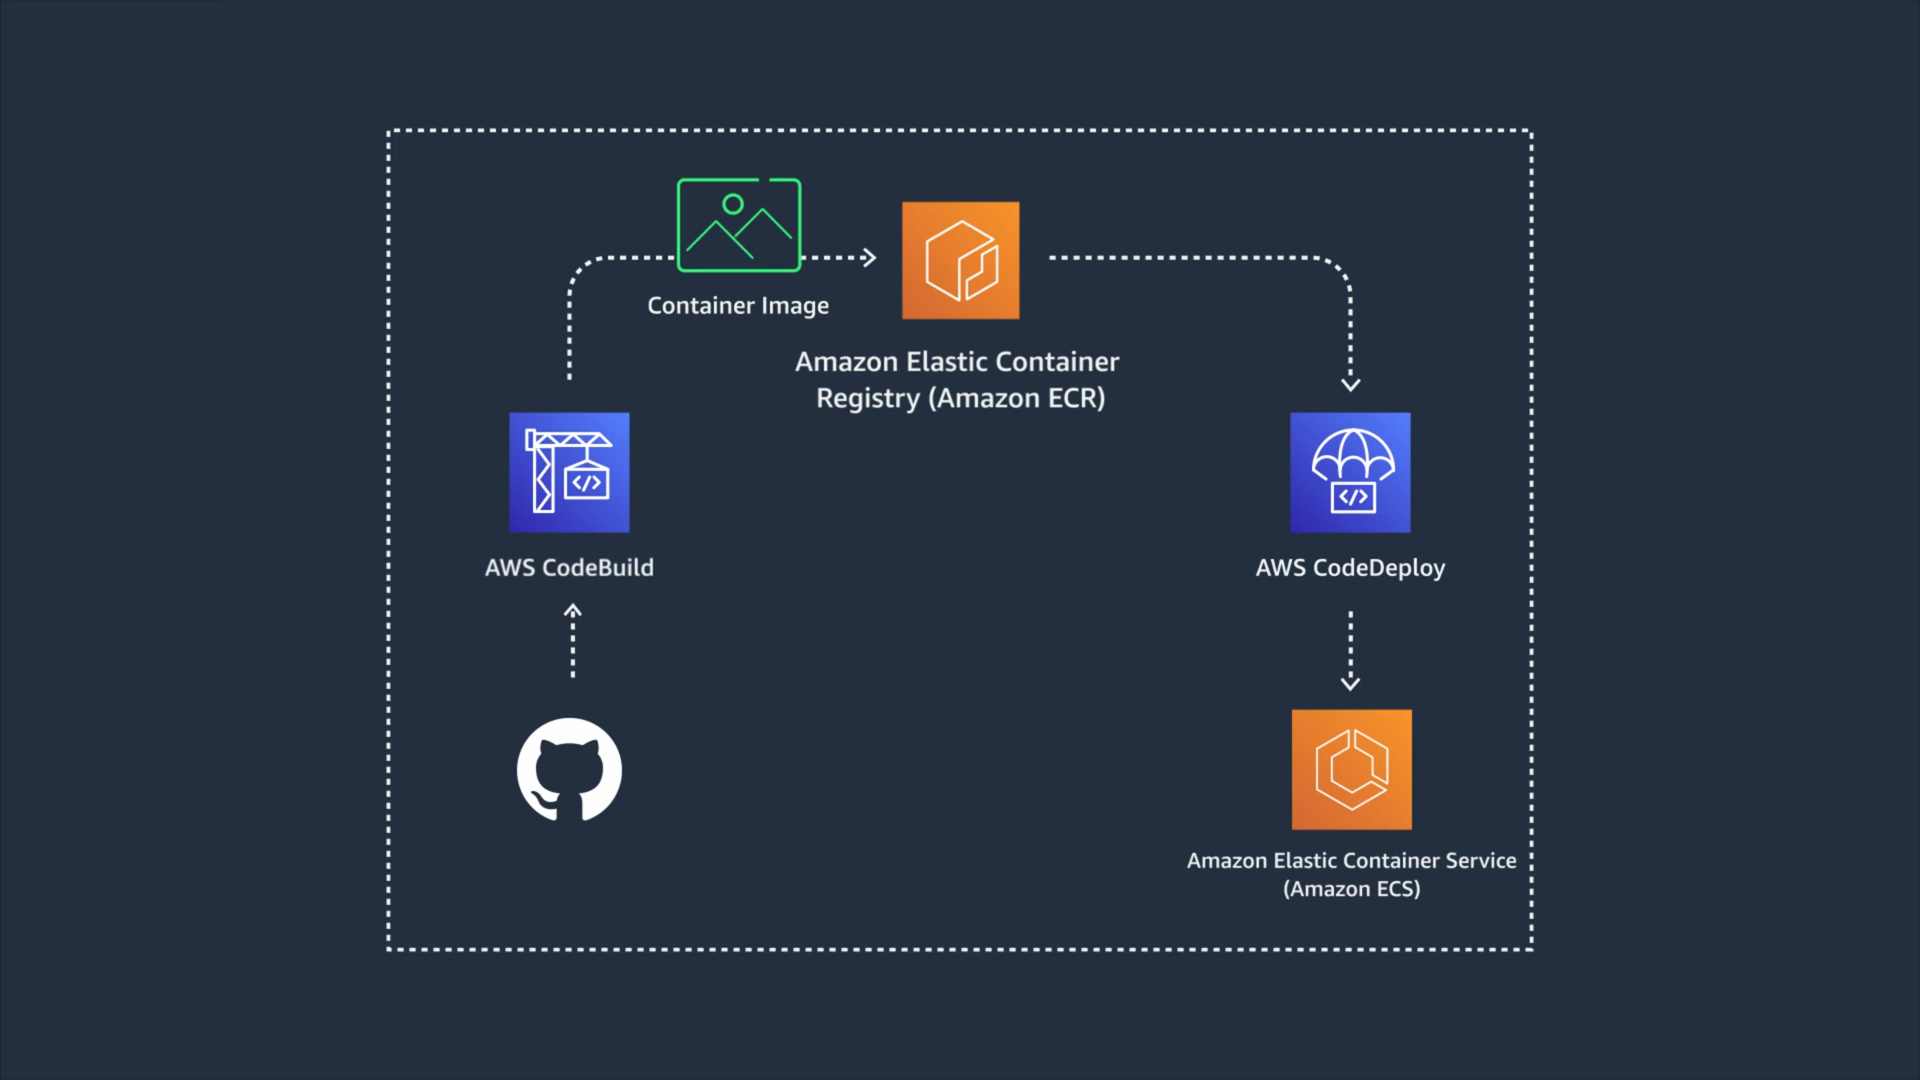 Container Image
Amazon Elastic Container
Registry (Amazon ECR)
</>
</>
AWS CodeBuild
AWS CodeDeploy
Amazon Elastic Container Service
(Amazon ECS)